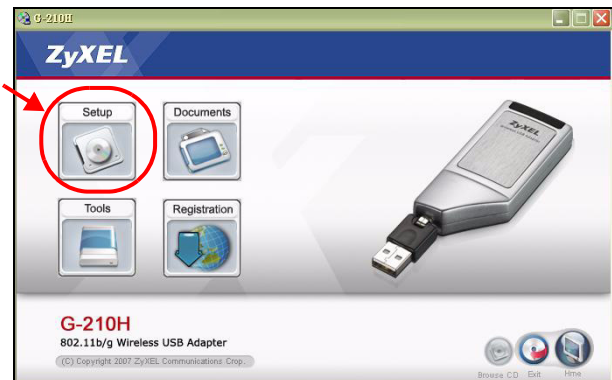 G-210H
ZyXEL
Setup
Documents
Tools
Registration
ZyXEL
G-210H
802.11b/g Wireless USB Adapter
(C) Copyright 2007 ZyXEL Communications Crop.
Browse CD
Exit
Hme